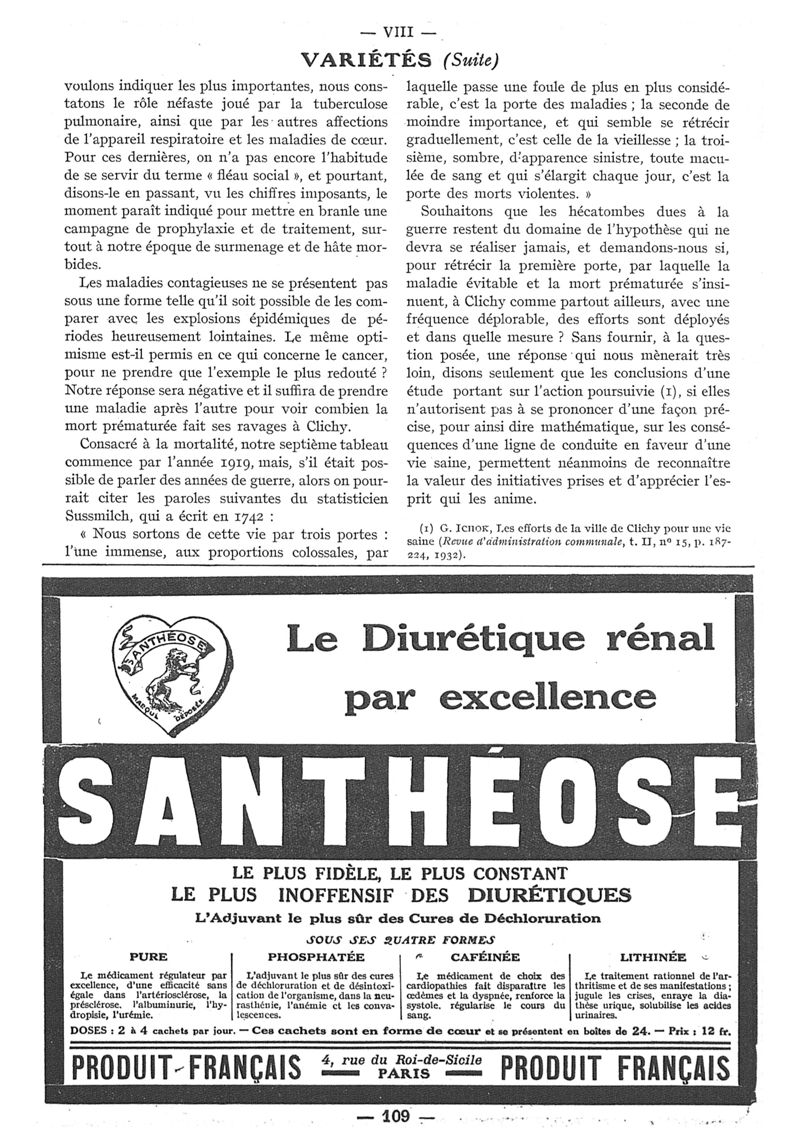 — VIII —
VARIÉTÉS (Suite)
voulons indiquer les plus importantes, nous cons-
tatons le rôle néfaste joué par la tuberculose
pulmonaire, ainsi que par les autres affections
de l'appareil respiratoire et les maladies de cœur.
Pour ces dernières, on n'a pas encore l'habitude
de se servir du terme « fléau social », et pourtant,
disons-le en passant, vu les chiffres imposants, le
moment paraît indiqué pour mettre en branle une
campagne de prophylaxie et de traitement, sur-
tout à notre époque de surmenage et de hâte mor-
bides.
Les maladies contagieuses ne se présentent pas
sous une forme telle qu'il soit possible de les com-
parer avec les explosions épidémiques de pé-
riodes heureusement lointaines. Le même opti-
misme est-il permis en ce qui concerne le cancer,
pour ne prendre que l'exemple le plus redouté ?
Notre réponse sera négative et il suffira de prendre
une maladie après l'autre pour voir combien la
mort prématurée fait ses ravages à Clichy.
Consacré à la mortalité, notre septième tableau
commence par l'année 1919, mais, s'il était pos-
sible de parler des années de guerre, alors on pour-
rait citer les paroles suivantes du statisticien
Sussmilch, qui a écrit en 1742 :
« Nous sortons de cette vie par trois portes :
l'une immense, aux proportions colossales, par
laquelle passe une foule de plus en plus considé-
rable, c'est la porte des maladies ; la seconde de
moindre importance, et qui semble se rétrécir
graduellement, c'est celle de la vieillesse ; la troi-
sième, sombre, d'apparence sinistre, toute macu-
lée de sang et qui s'élargit chaque jour, c'est la
porte des morts violentes. »
Souhaitons que les hécatombes dues à la
guerre restent du domaine de l'hypothèse qui ne
devra se réaliser jamais, et demandons-nous si,
pour rétrécir la première porte, par laquelle la
maladie évitable et la mort prématurée s'insi-
nuent, à Clichy comme partout ailleurs, avec une
fréquence déplorable, des efforts sont déployés
et dans quelle mesure ? Sans fournir, à la ques-
tion posée, une réponse qui nous mènerait très
loin, disons seulement que les conclusions d'une
étude portant sur l'action poursuivie (1), si elles
n'autorisent pas à se prononcer d'une façon pré-
cise, pour ainsi dire mathématique, sur les consé-
quences d'une ligne de conduite en faveur d'une
vie saine, permettent néanmoins de reconnaître
la valeur des initiatives prises et d'apprécier l'es-
prit qui les anime.
(1) G. ICHOK, Les efforts de la ville de Clichy pour une vie
saine (Revue d'administration communale, t. II, n° 15, p. 187-
224, 1932).
SANTHÉOSE
MARQUE DÉPOSÉE
Le Diurétique rénal
par excellence
SANTHÉOSE
LE PLUS FIDÈLE, LE PLUS CONSTANT
LE PLUS INOFFENSIF DES DIURÉTIQUES
L'Adjuvant le plus sûr des Cures de Déchloruration
SOUS SES QUATRE FORMES
PURE
Le médicament régulateur par
excellence, d'une efficacité sans
égale dans l'artériosclérose, la
présclérose, l'albuminurie, l'hy-
dropisie, l'urémie.
PHOSPHATÉE
L'adjuvant le plus sûr des cures
de déchloruration et de désintoxi-
cation de l'organisme, dans la neu-
rasthénie, l'anémie et les conva-
lescences.
CAFÉINÉE
Le médicament de choix des
cardiopathies fait disparaître les
œdèmes et la dyspnée, renforce la
systole, régularise le cours du
sang.
LITHINÉE
Le traitement rationnel de l'ar-
thritisme et de ses manifestations ;
jugule les crises, enraye la dia-
thèse urique, solubilise les acides
urinaires.
DOSES : 2 à 4 cachets par jour. — Ces cachets sont en forme de cœur et se présentent en boîtes de 24. — Prix : 12 fr.
PRODUIT FRANÇAIS
4, rue du Roi-de-Sicile
PARIS
PRODUIT FRANÇAIS
— 109 —